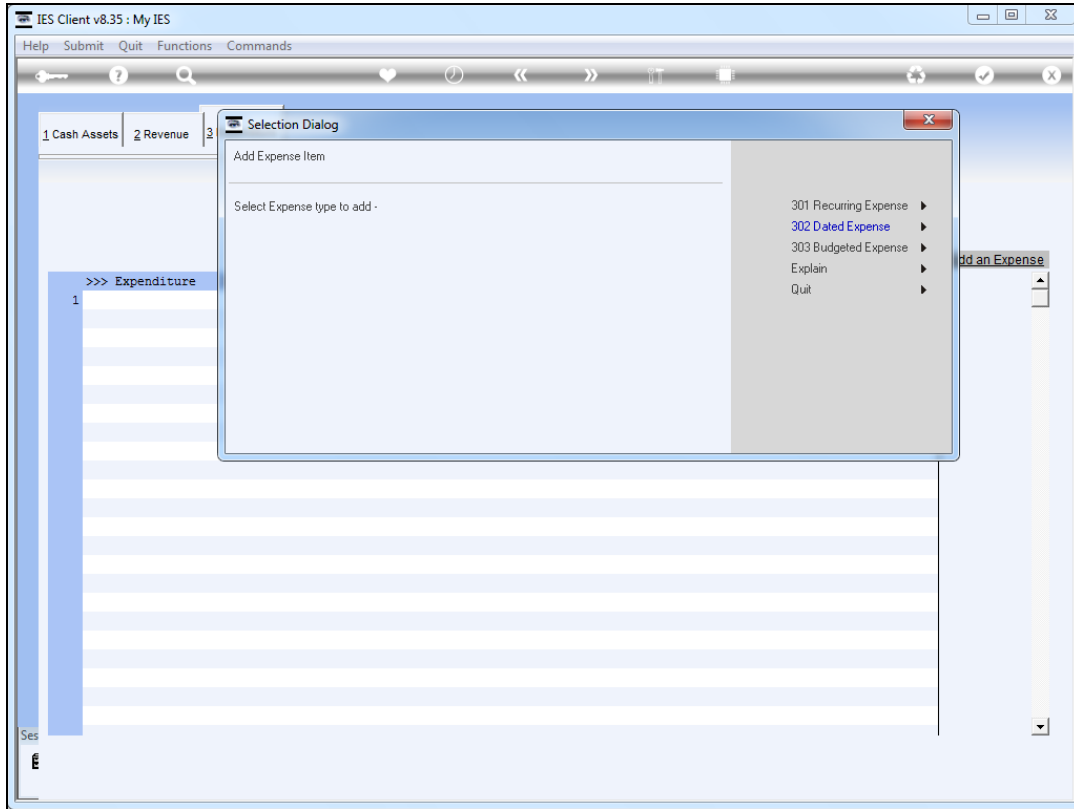 IES Client v8.35 : My IES
Help Submit Quit Functions Commands
1 Cash Assets 2 Revenue 3
Selection Dialog
Add Expense Item
Select Expense type to add -
301 Recurring Expense
302 Dated Expense
303 Budgeted Expense
Explain
Quit
dd an Expense
>>> Expenditure
1
Ses